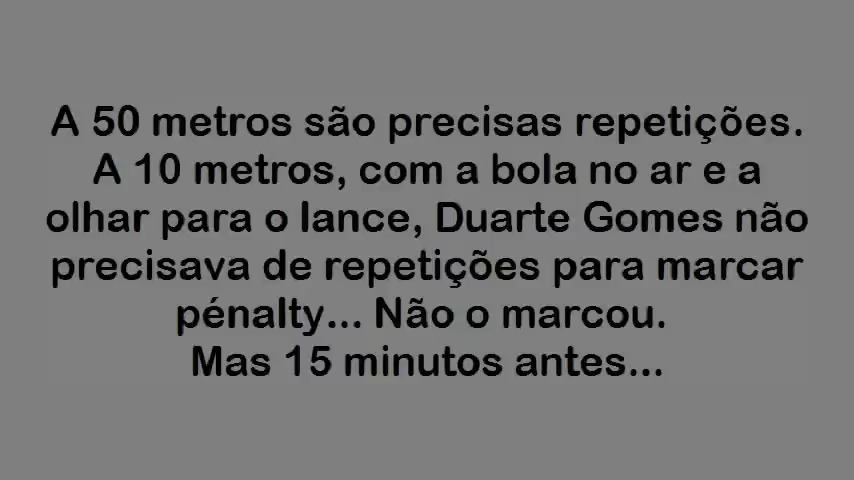 A 50 metros são precisas repetições.
A 10 metros, com a bola no ar e a
olhar para o lance, Duarte Gomes não
precisava de repetições para marcar
pénalty... Não o marcou.
Mas 15 minutos antes...